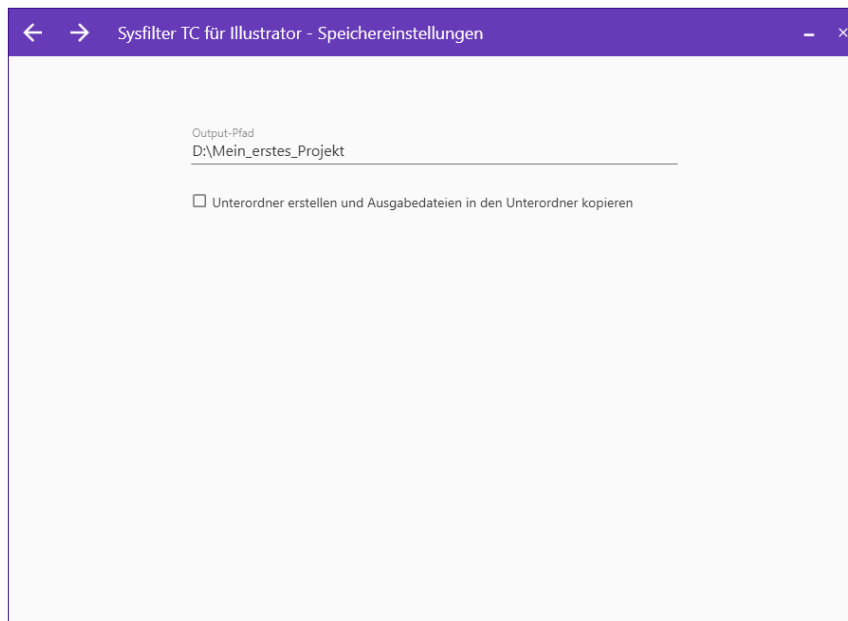 Sysfilter TC für Illustrator - Speichereinstellungen
Output-Pfad
D:\Mein_erstes_Projekt
Unterordner erstellen und Ausgabedateien in den Unterordner kopieren